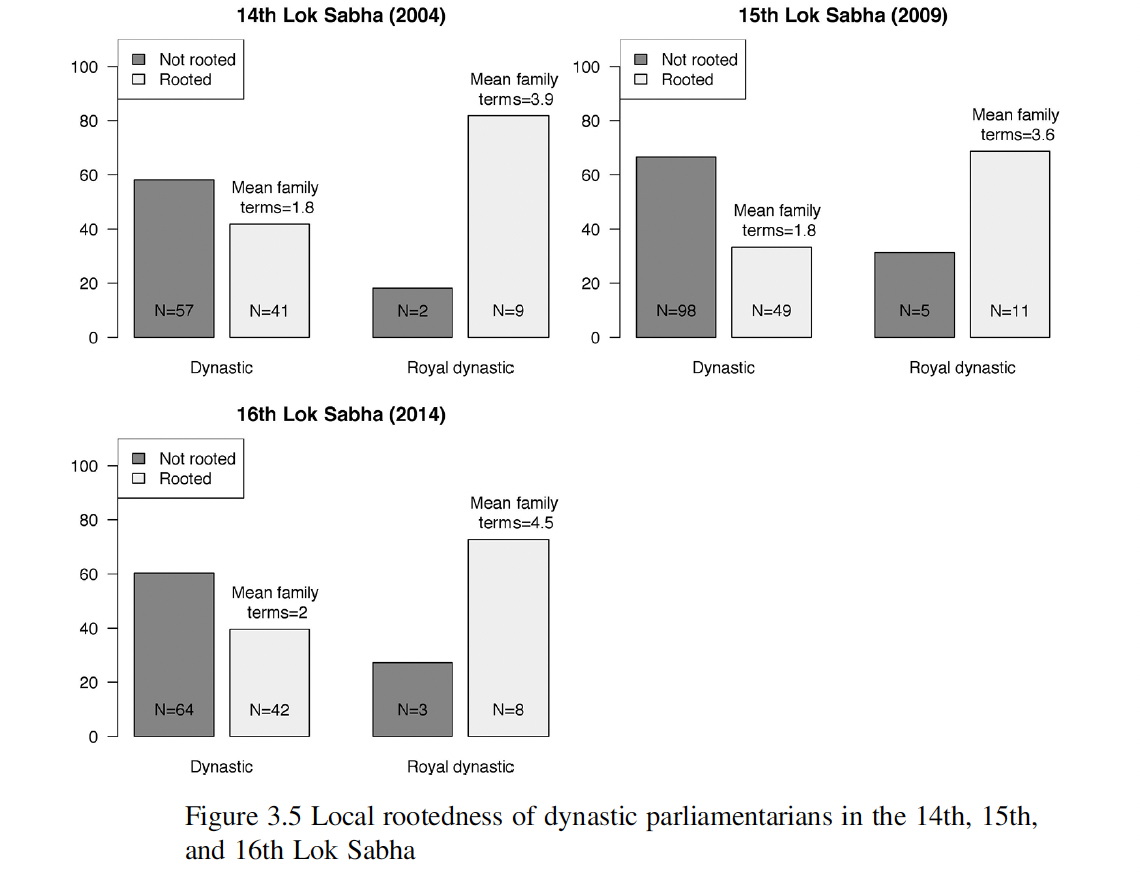 14th Lok Sabha (2004)
100
80
60
40
20
0
Not rooted
Rooted
Mean family
terms=1.8
Mean family
terms=3.9
N=57
N=41
N=2
N=9
Dynastic
Royal dynastic
15th Lok Sabha (2009)
100
80
60
40
20
0
Not rooted
Rooted
Mean family
terms=1.8
Mean family
terms=3.6
N=98
N=49
N=5
N=11
Dynastic
Royal dynastic
16th Lok Sabha (2014)
100
80
60
40
20
0
Not rooted
Rooted
Mean family
terms=2
Mean family
terms=4.5
N=64
N=42
N=3
N=8
Dynastic
Royal dynastic
Figure 3.5 Local rootedness of dynastic parliamentarians in the 14th, 15th,
and 16th Lok Sabha